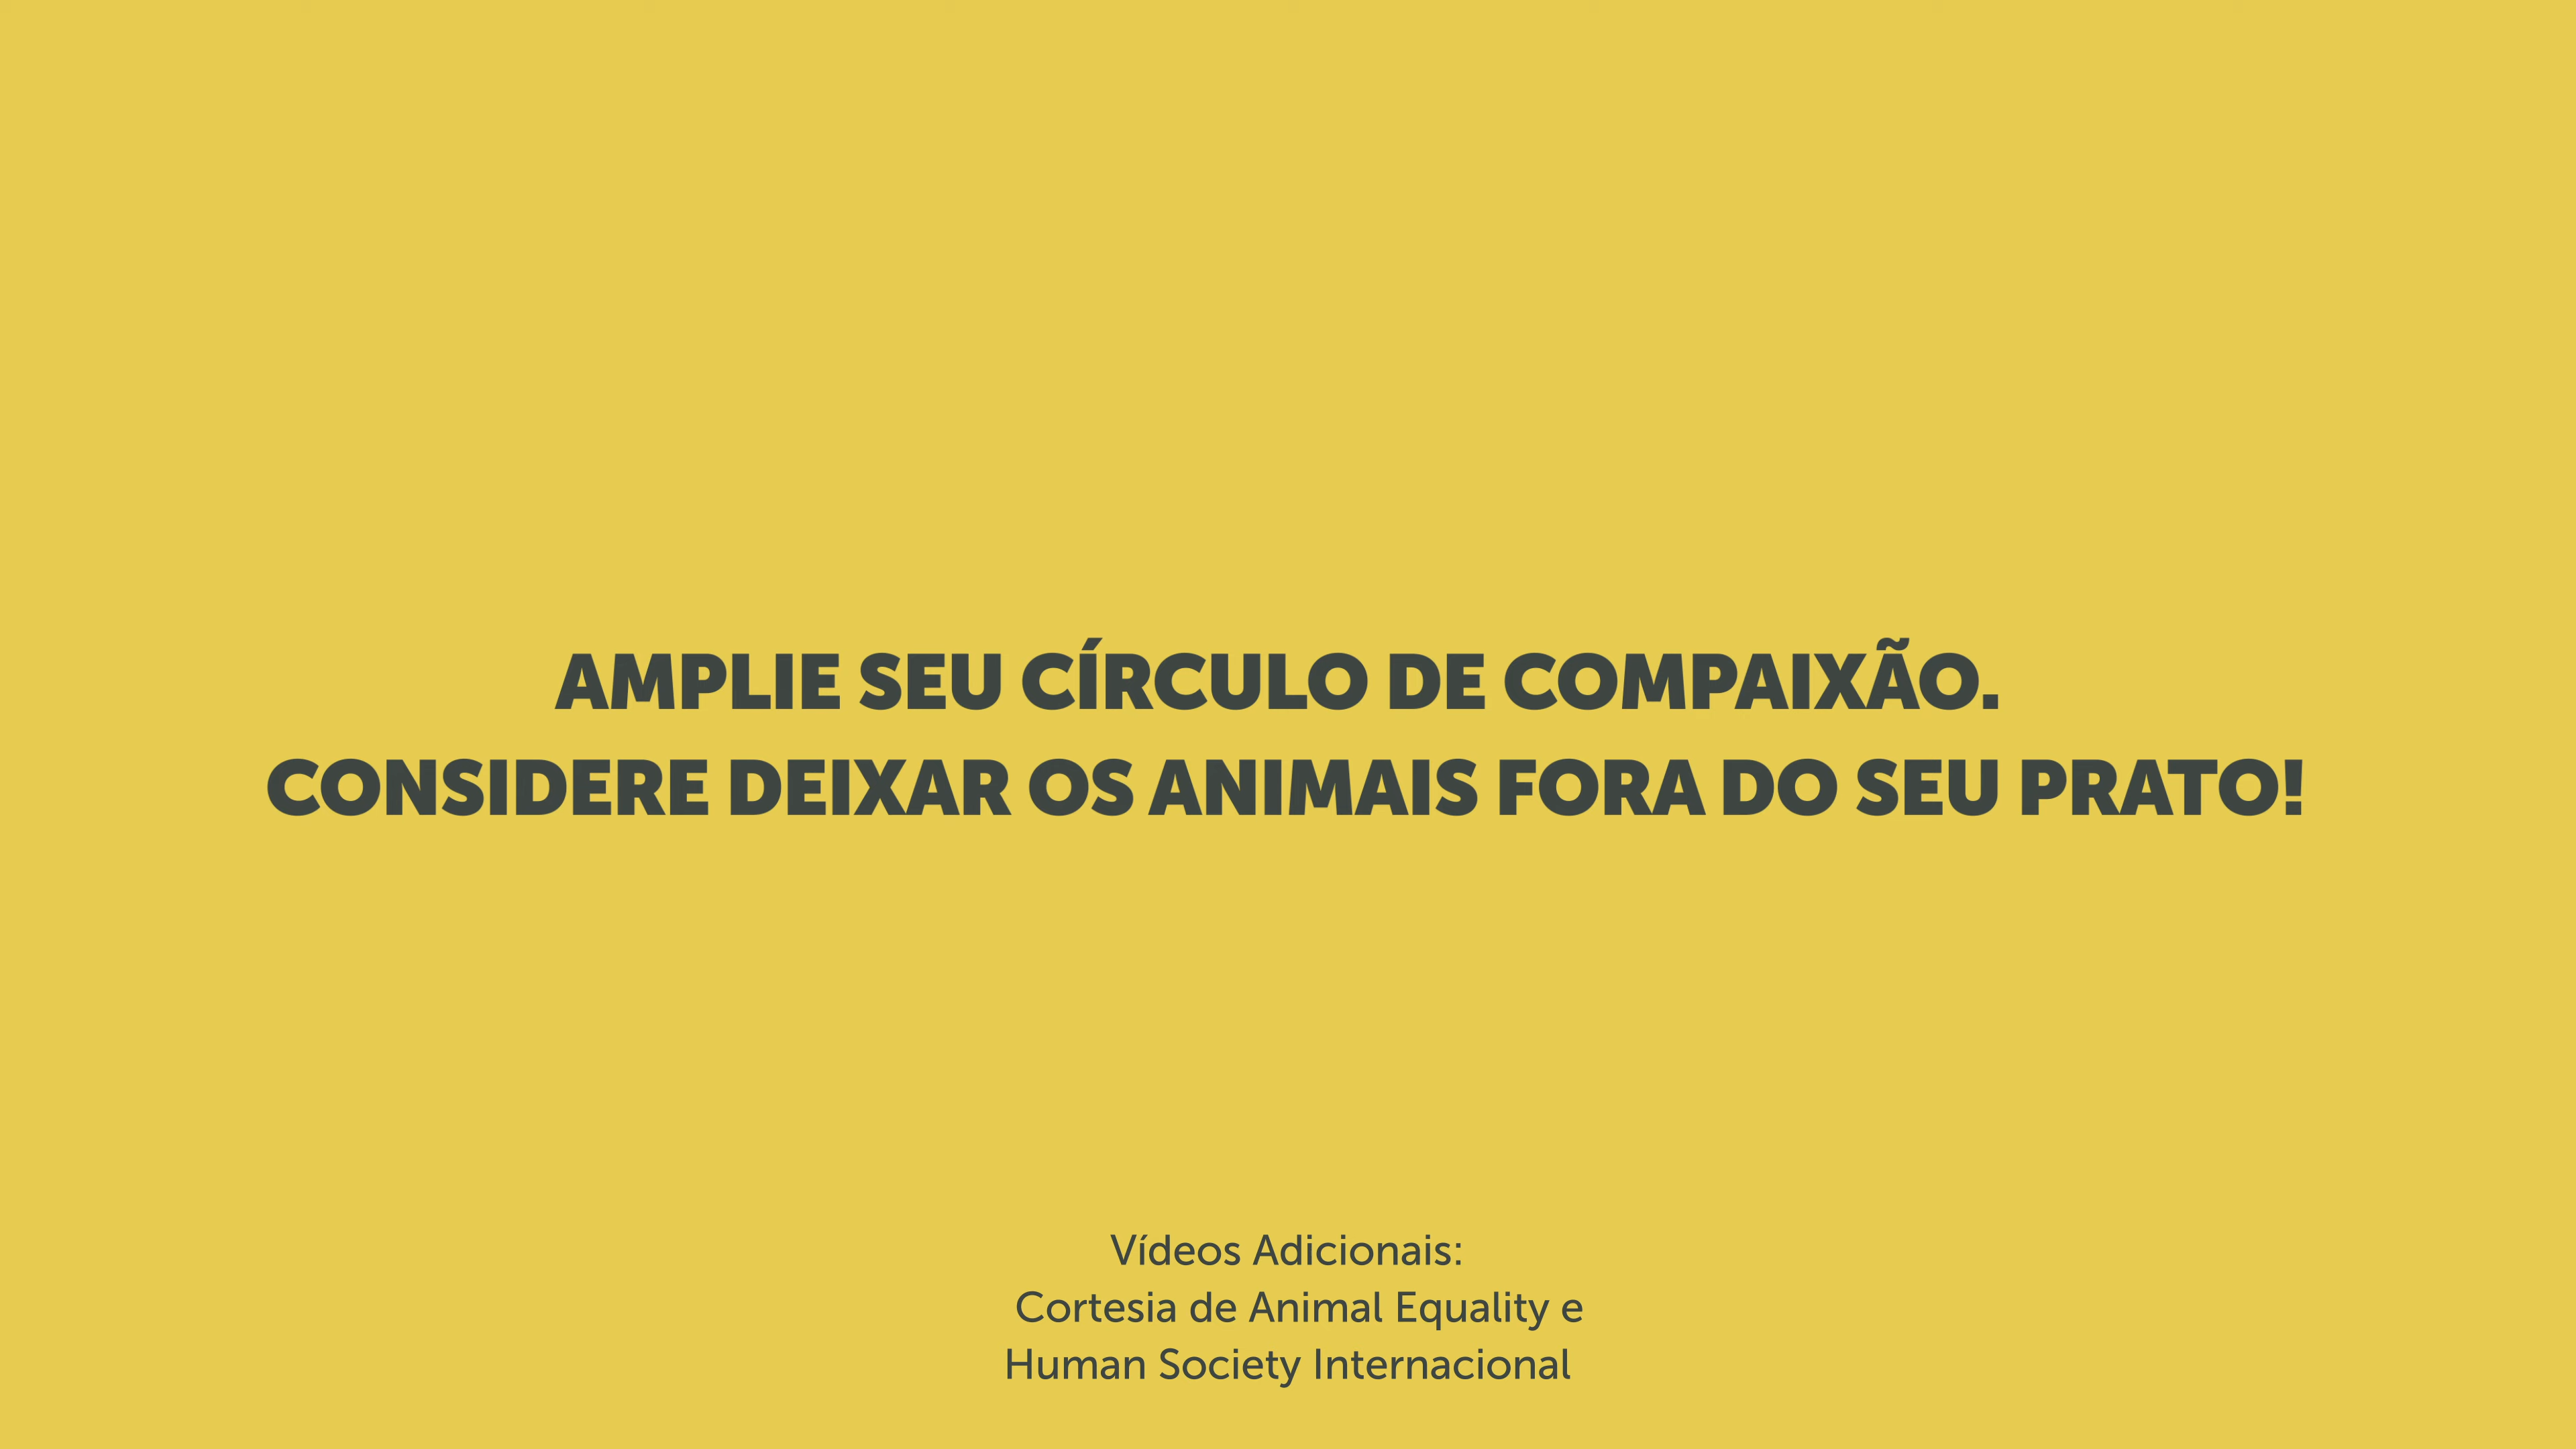 AMPLIE SEU CÍRCULO DE COMPAIXÃO.
CONSIDERE DEIXAR OS ANIMAIS FORA DO SEU PRATO!
Vídeos Adicionais:
Cortesia de Animal Equality e
Human Society Internacional